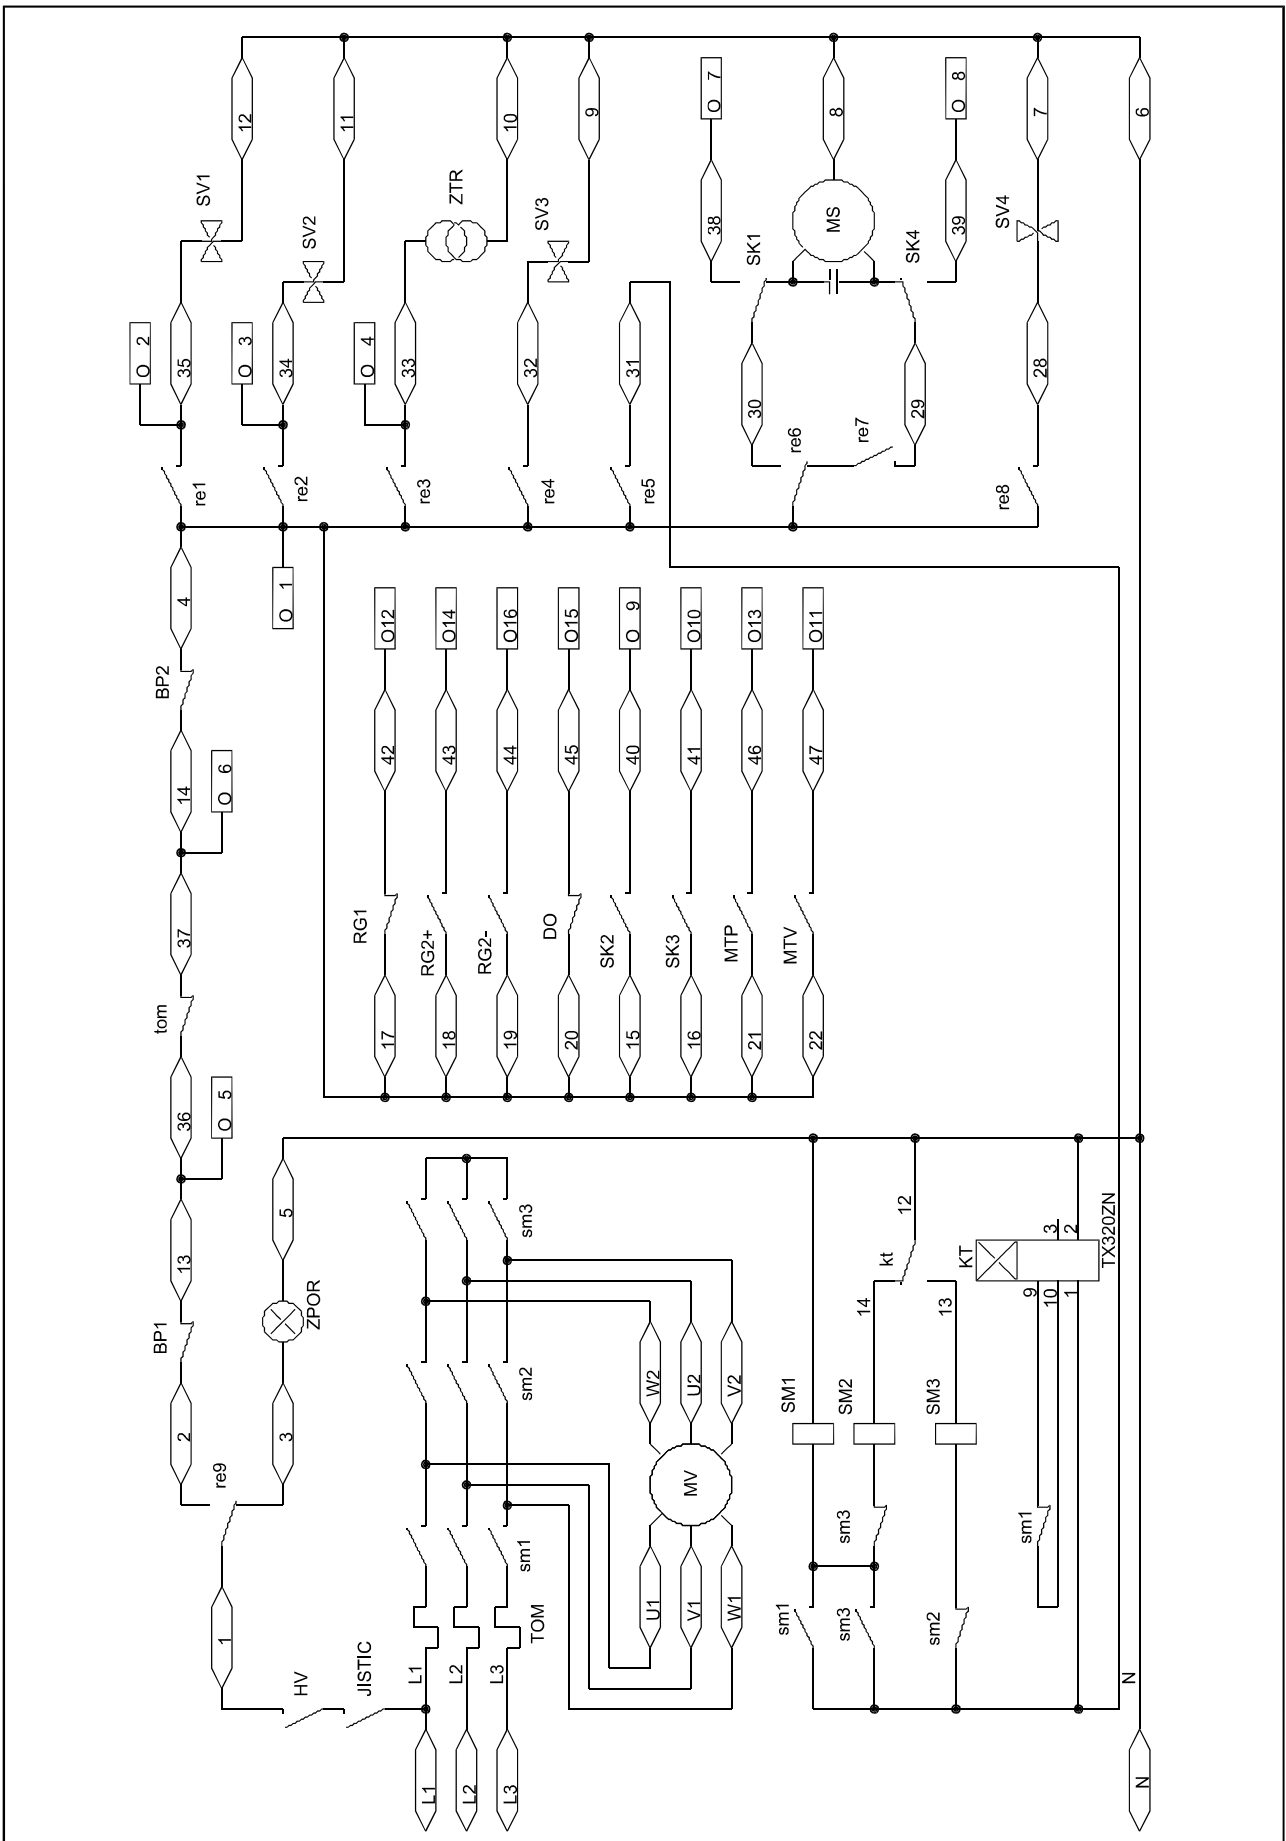 12
11
10
9
O 7
8
O 8
7
6
SV1
SV2
ZTR
SV3
38
MS
39
SV4
SK1
SK4
O 2
35
O 3
34
O 4
33
32
31
30
29
28
re1
re2
re3
re4
re5
re6
re7
re8
4
O 1
BP2
14
O 6
37
tom
36
O 5
13
BP1
2
O12
O14
O16
O15
O 9
O10
O13
O11
42
43
44
45
40
41
46
47
RG1
RG2+
RG2-
DO
SK2
SK3
MTP
MTV
17
18
19
20
15
16
21
22
5
ZPOR
3
re9
1
HV
JISTIC
sm3
sm2
sm1
W2
U2
V2
MV
U1
V1
W1
TOM
L1
L2
L3
L1
L2
L3
12
kt
14
13
KT
3
2
TX320ZN
9
10
1
SM1
SM2
SM3
sm3
sm1
sm1
sm3
sm2
N
N